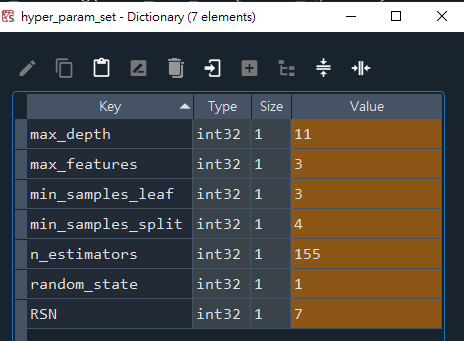 hyper_param_set - Dictionary (7 elements)
Key Type Size Value
max_depth int32 1 11
max_features int32 1 3
min_samples_leaf int32 1 3
min_samples_split int32 1 4
n_estimators int32 1 155
random_state int32 1 1
RSN int32 1 7